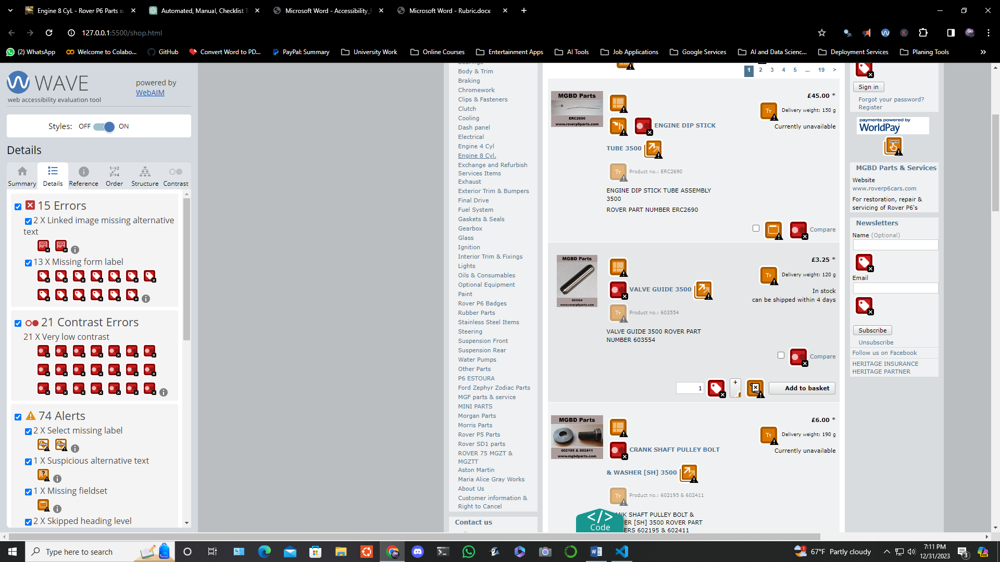 Engine 8 Cyl. - Rover P6 Parts su
Automated, Manual, Checklist T
Microsoft Word - Accessibility_R
Microsoft Word - Rubric.docx
127.0.0.1:5500/shop.html
(2) WhatsApp
Welcome to Colabo...
GitHub
Convert Word to PD...
PayPal: Summary
University Work
Online Courses
Entertainment Apps
AI Tools
Job Applications
Google Services
AI and Data Scienc...
Deployment Services
Planing Tools
WAVE
web accessibility evaluation tool
powered by
WebAIM
Styles: OFF ON
Details
Summary
Details
Reference
Order
Structure
Contrast
15 Errors
2 X Linked image missing alternative
text
13 X Missing form label
21 Contrast Errors
21 X Very low contrast
74 Alerts
2 X Select missing label
1 X Suspicious alternative text
1 X Missing fieldset
2 X Skipped heading level
Bearings
Body & Trim
Braking
Chromework
Clips & Fasteners
Clutch
Cooling
Dash panel
Electrical
Engine 4 Cyl
Engine 8 Cyl.
Exchange and Refurbish
Services Items
Exhaust
Exterior Trim & Bumpers
Final Drive
Fuel System
Gaskets & Seals
Gearbox
Glass
Ignition
Interior Trim & Fixings
Lights
Oils & Consumables
Optional Equipment
Paint
Rover P6 Badges
Rubber Parts
Stainless Steel Items
Steering
Suspension Front
Suspension Rear
Water Pumps
Other Parts
P6 ESTOURA
Ford Zephyr Zodiac Parts
MGF parts & service
MINI PARTS
Morgan Parts
Morris Parts
Rover P5 Parts
Rover SD1 parts
ROVER 75 MGZT &
MGZTT
Aston Martin
Maria Alice Gray Works
About Us
Customer information &
Right to Cancel
Contact us
1 2 3 4 5 ... 19 >
MGBD Parts
ERC2690
www.roverp6parts.com
ENGINE DIP STICK
TUBE 3500
Product no.: ERC2690
ENGINE DIP STICK TUBE ASSEMBLY
3500
ROVER PART NUMBER ERC2690
£45.00 *
Delivery weight: 150 g
Currently unavailable
Compare
MGBD Parts
603554
www.roverp6parts.com
VALVE GUIDE 3500
Product no.: 603554
VALVE GUIDE 3500 ROVER PART
NUMBER 603554
£3.25 *
Delivery weight: 120 g
In stock
can be shipped within 4 days
Compare
1
+
Add to basket
MGBD Parts
602195 & 602411
www.mgbdparts.com
CRANK SHAFT PULLEY BOLT
& WASHER [SH] 3500
Product no.: 602195 & 602411
NK SHAFT PULLEY BOLT &
ER [SH] 3500 ROVER PART
ERS 602195 & 602411
£6.00 *
Delivery weight: 190 g
Currently unavailable
</>
Code
Sign in
Forgot your password?
Register
payments powered by
WorldPay
MGBD Parts & Services
Website
www.roverp6cars.com
For restoration, repair &
servicing of Rover P6's
Newsletters
Name (Optional)
Email
Subscribe
Unsubscribe
Follow us on Facebook
HERITAGE INSURANCE
HERITAGE PARTNER
Type here to search
67°F Partly cloudy
7:11 PM
12/31/2023
3